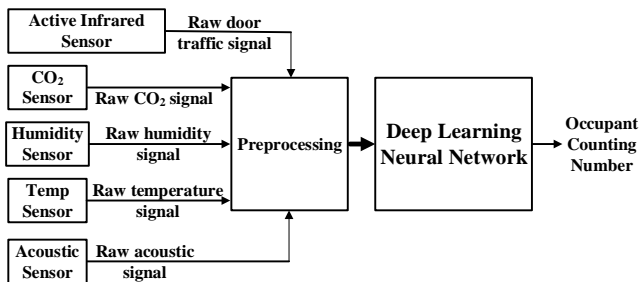 Active Infrared
Sensor
Raw door
traffic signal
CO₂
Sensor
Raw CO₂ signal
Humidity
Sensor
Raw humidity
signal
Temp
Sensor
Raw temperature
signal
Acoustic
Sensor
Raw acoustic
signal
Preprocessing
Deep Learning
Neural Network
Occupant
Counting
Number